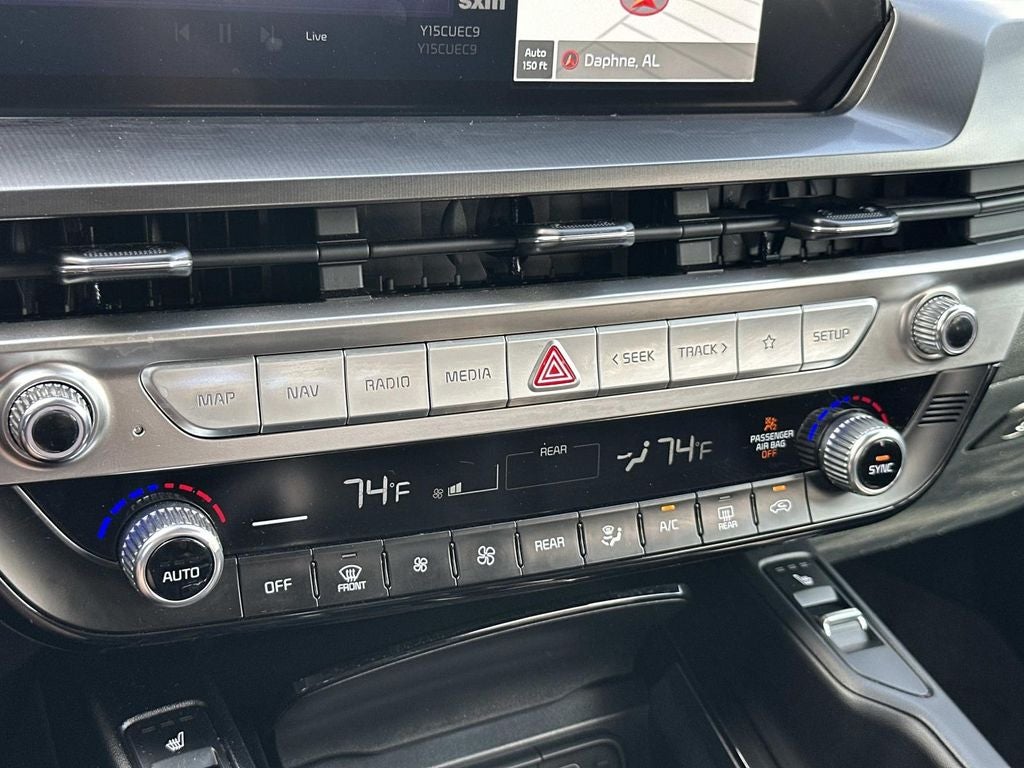 sxm
Live
Y15CUEC9
Y15CUEC9
Auto
150 ft
Daphne, AL
MAP
NAV
RADIO
MEDIA
< SEEK
TRACK >
SETUP
74°F
REAR
74°F
PASSENGER
AIR BAG
OFF
SYNC
AUTO
OFF
FRONT
REAR
A/C
REAR